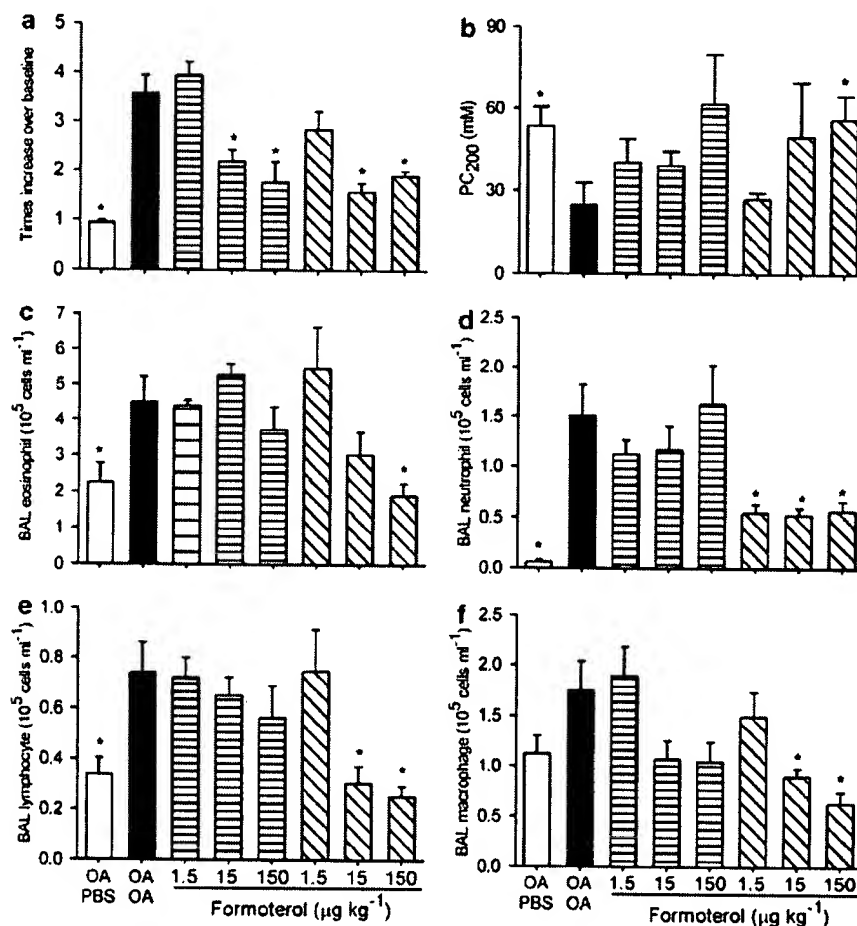 a
Times increase over baseline
5
4
3
2
1
0
* * * * *
b
PC200 (mM)
90
60
30
0
* *
c
BAL eosinophil (10^5 cells ml^-1)
7
6
5
4
3
2
1
0
* *
d
BAL neutrophil (10^5 cells ml^-1)
2.5
2.0
1.5
1.0
0.5
0.0
* * * *
e
BAL lymphocyte (10^5 cells ml^-1)
1.0
0.8
0.6
0.4
0.2
0.0
* * *
OA OA 1.5 15 150 1.5 15 150
PBS OA
Formoterol (µg kg^-1)
f
BAL macrophage (10^5 cells ml^-1)
2.5
2.0
1.5
1.0
0.5
0.0
* *
OA OA 1.5 15 150 1.5 15 150
PBS OA
Formoterol (µg kg^-1)